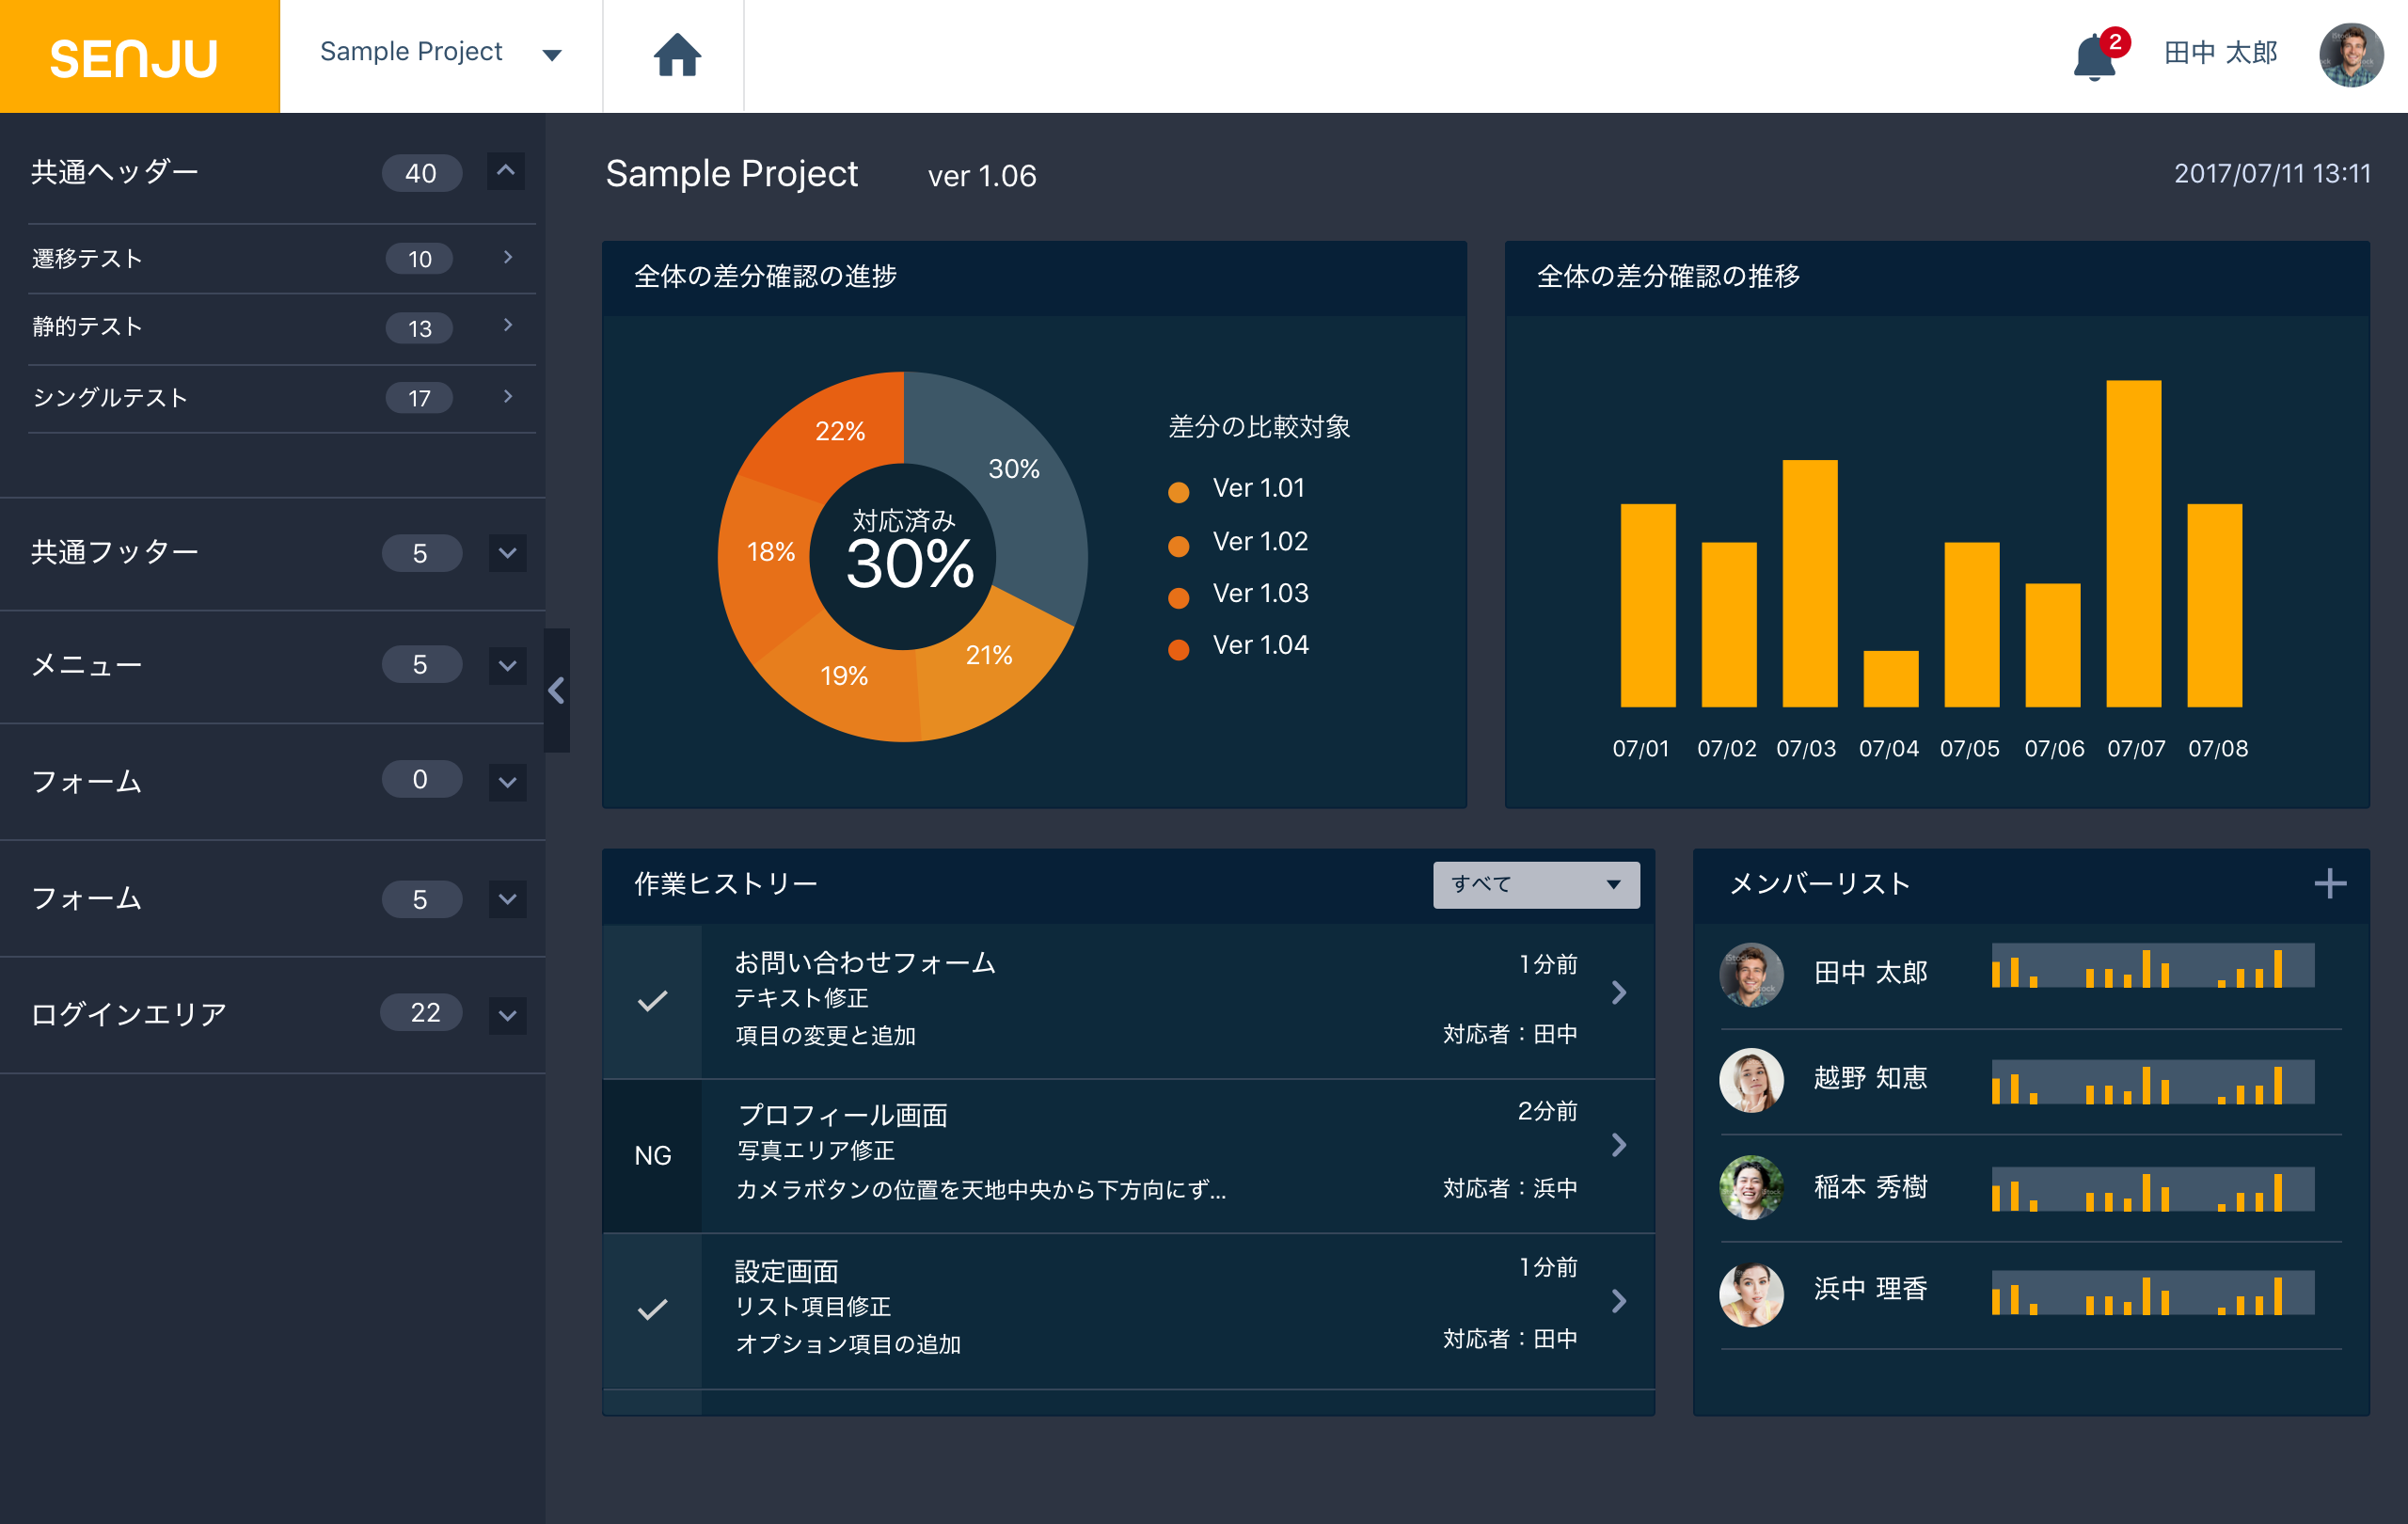 SENJU
Sample Project
2
田中 太郎
共通ヘッダー 40
遷移テスト 10
静的テスト 13
シングルテスト 17
共通フッター 5
メニュー 5
フォーム 0
フォーム 5
ログインエリア 22
Sample Project ver 1.06
2017/07/11 13:11
全体の差分確認の進捗
22%
30%
18%
19%
21%
対応済み
30%
差分の比較対象
Ver 1.01
Ver 1.02
Ver 1.03
Ver 1.04
全体の差分確認の推移
07/01 07/02 07/03 07/04 07/05 07/06 07/07 07/08
作業ヒストリー
すべて
お問い合わせフォーム
1分前
テキスト修正
項目の変更と追加
対応者：田中
NG
プロフィール画面
2分前
写真エリア修正
カメラボタンの位置を天地中央から下方向にず...
対応者：浜中
設定画面
1分前
リスト項目修正
オプション項目の追加
対応者：田中
メンバーリスト
田中 太郎
越野 知恵
稲本 秀樹
浜中 理香